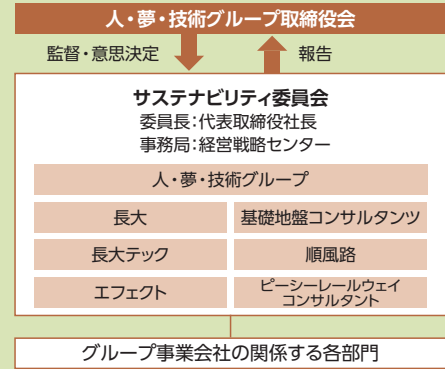 人・夢・技術グループ取締役会
監督・意思決定
報告
サステナビリティ委員会
委員長：代表取締役社長
事務局：経営戦略センター
人・夢・技術グループ
長大
基礎地盤コンサルタンツ
長大テック
順風路
エフェクト
ピーシーレールウェイ
コンサルタント
グループ事業会社の関係する各部門